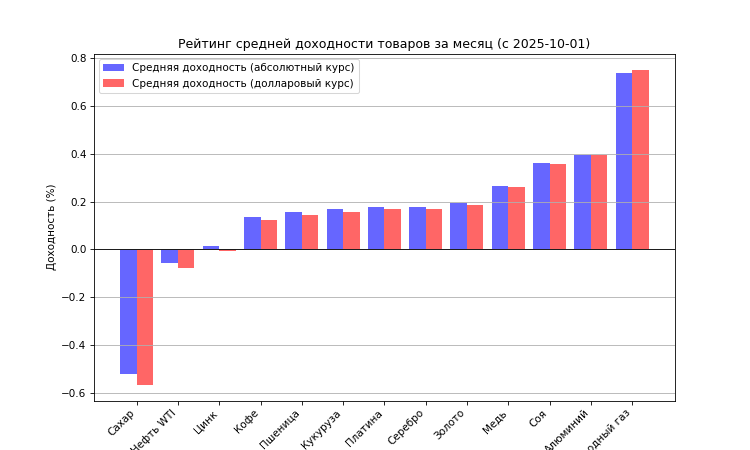 Рейтинг средней доходности товаров за месяц (с 2025-10-01)
Средняя доходность (абсолютный курс)
Средняя доходность (долларовый курс)
Доходность (%)
0.8
0.6
0.4
0.2
0.0
−0.2
−0.4
−0.6
Сахар
Нефть WTI
Цинк
Кофе
Пшеница
Кукуруза
Платина
Серебро
Золото
Медь
Соя
Алюминий
газ